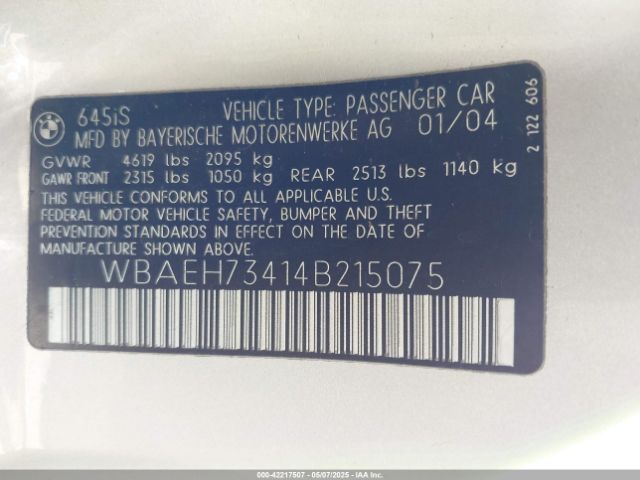 BMW
645iS VEHICLE TYPE: PASSENGER CAR
MFD BY BAYERISCHE MOTORENWERKE AG 01/04
GVWR 4619 lbs 2095 kg
GAWR FRONT 2315 lbs 1050 kg REAR 2513 lbs 1140 kg
THIS VEHICLE CONFORMS TO ALL APPLICABLE U.S.
FEDERAL MOTOR VEHICLE SAFETY, BUMPER AND THEFT
PREVENTION STANDARDS IN EFFECT ON THE DATE OF
MANUFACTURE SHOWN ABOVE.
WBAEH73414B215075
2 122 606
000-42217507 - 05/07/2025 - IAAI.COM